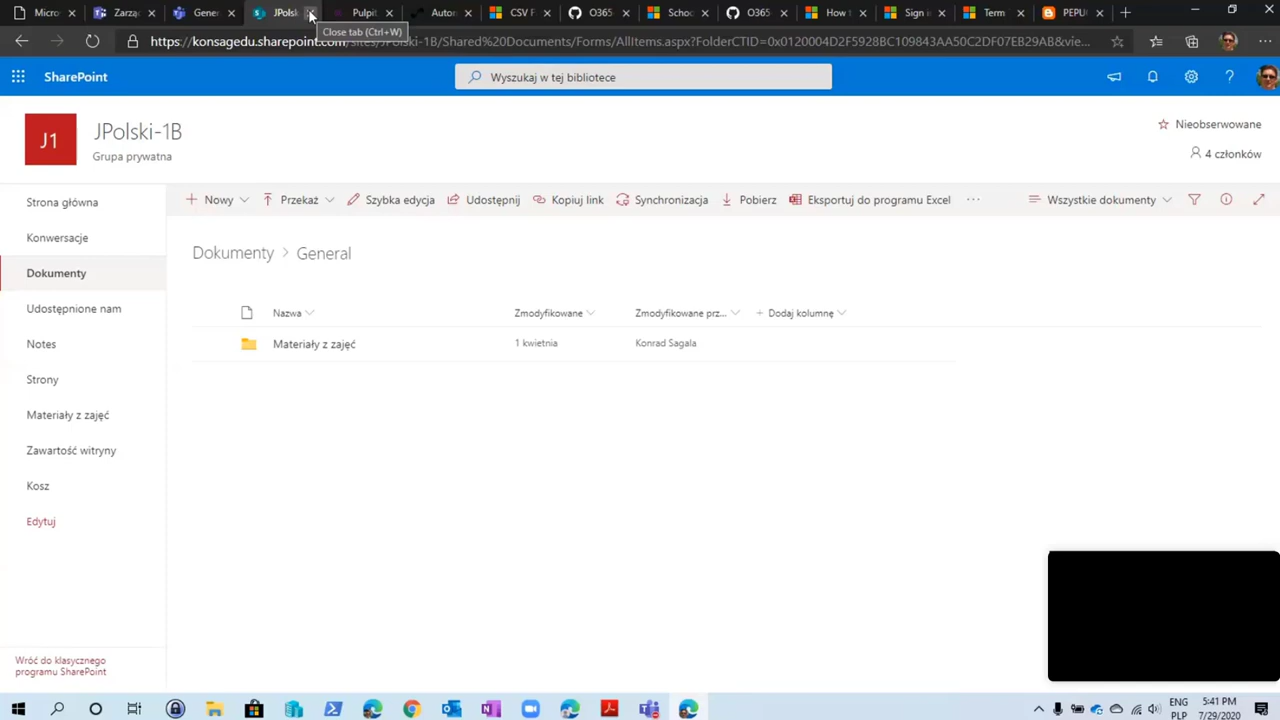 Micro
Zarzą
Gener
JPolsk
Pulpit
Auton
CSV F
O365
Schoo
O365
How t
Sign i
Term
PEPU
Close tab (Ctrl+W)
https://konsagedu.sharepoint.com/sites/JPolski-1B/Shared%20Documents/Forms/AllItems.aspx?FolderCTID=0x0120004D2F5928BC109843AA50C2DF07EB29AB&vie...
SharePoint
Wyszukaj w tej bibliotece
?
J1
JPolski-1B
Grupa prywatna
Nieobserwowane
4 członków
Strona główna
Konwersacje
Dokumenty
Udostępnione nam
Notes
Strony
Materiały z zajęć
Zawartość witryny
Kosz
Edytuj
Wróć do klasycznego
programu SharePoint
+ Nowy
Przekaż
Szybka edycja
Udostępnij
Kopiuj link
Synchronizacja
Pobierz
Eksportuj do programu Excel
...
Wszystkie dokumenty
Dokumenty > General
Nazwa
Zmodyfikowane
Zmodyfikowane prz...
+ Dodaj kolumnę
Materiały z zajęć
1 kwietnia
Konrad Sagala
ENG
PLP
5:41 PM
7/29/2020